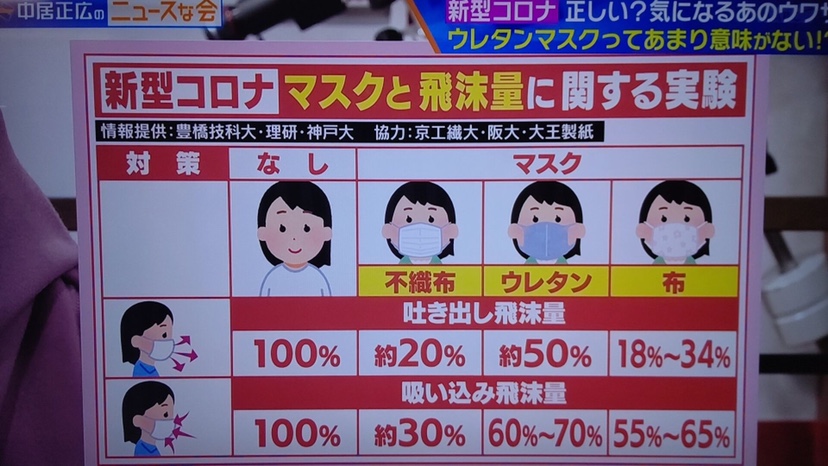 中居正広の ニュースな会
新型コロナ 正しい?気になるあのウワサ
ウレタンマスクってあまり意味がない!?
新型コロナ マスクと飛沫量に関する実験
情報提供:豊橋技科大・理研・神戸大 協力:京工繊大・阪大・大王製紙
対策 なし マスク
不織布 ウレタン 布
吐き出し飛沫量
100% 約20% 約50% 18%~34%
吸い込み飛沫量
100% 約30% 60%~70% 55%~65%